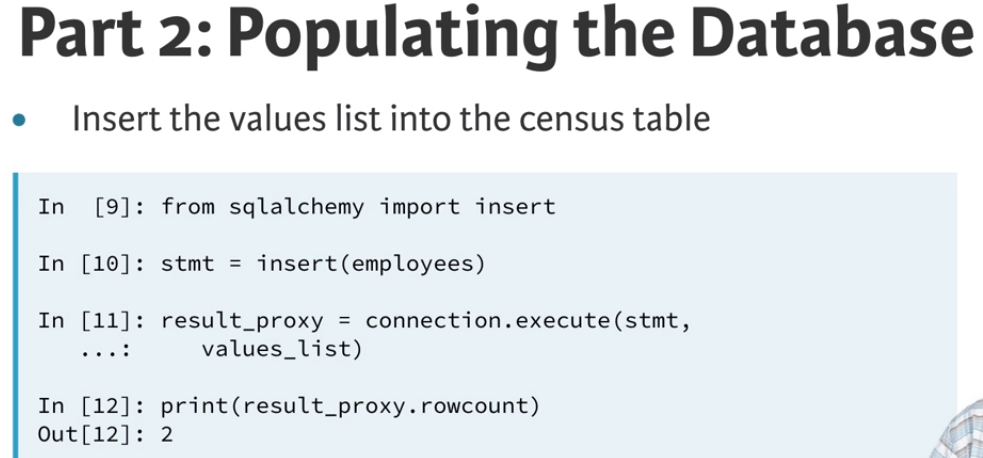 Part 2: Populating the Database
• Insert the values list into the census table
In  [9]: from sqlalchemy import insert
In [10]: stmt = insert(employees)
In [11]: result_proxy = connection.execute(stmt,
   ...:     values_list)
In [12]: print(result_proxy.rowcount)
Out[12]: 2